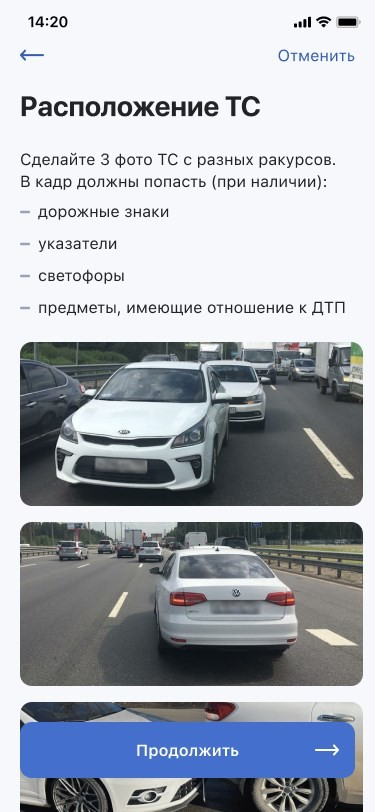 14:20
Отменить
Расположение ТС
Сделайте 3 фото ТС с разных ракурсов.
В кадр должны попасть (при наличии):
– дорожные знаки
– указатели
– светофоры
– предметы, имеющие отношение к ДТП
Продолжить